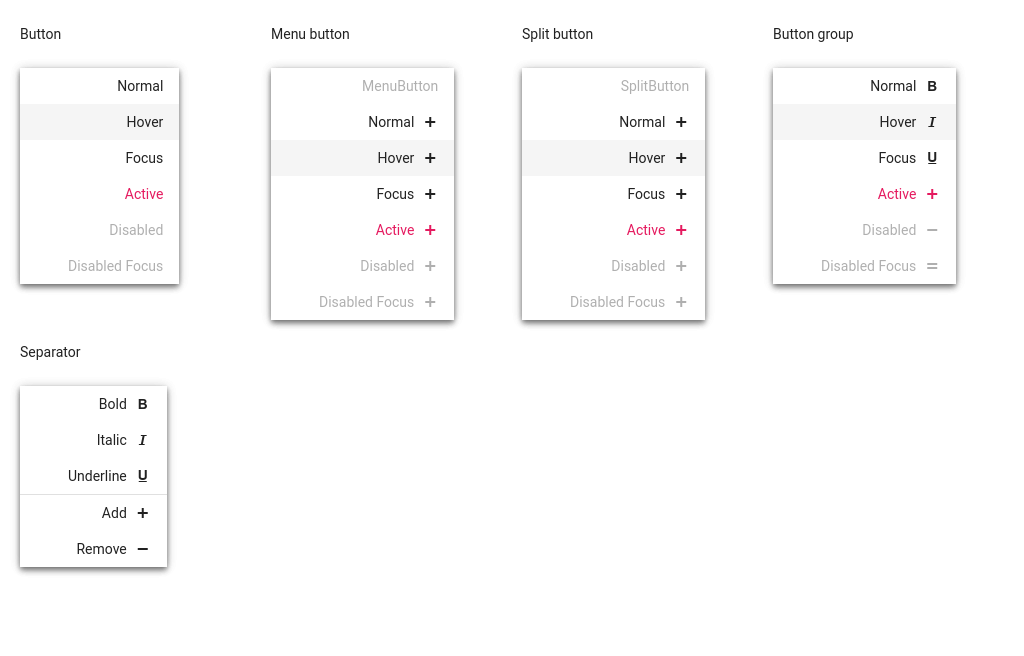 Button
Normal
Hover
Focus
Active
Disabled
Disabled Focus
Menu button
MenuButton
Normal
Hover
Focus
Active
Disabled
Disabled Focus
Split button
SplitButton
Normal
Hover
Focus
Active
Disabled
Disabled Focus
Button group
Normal B
Hover I
Focus U
Active +
Disabled −
Disabled Focus =
Separator
Bold B
Italic I
Underline U
Add +
Remove −